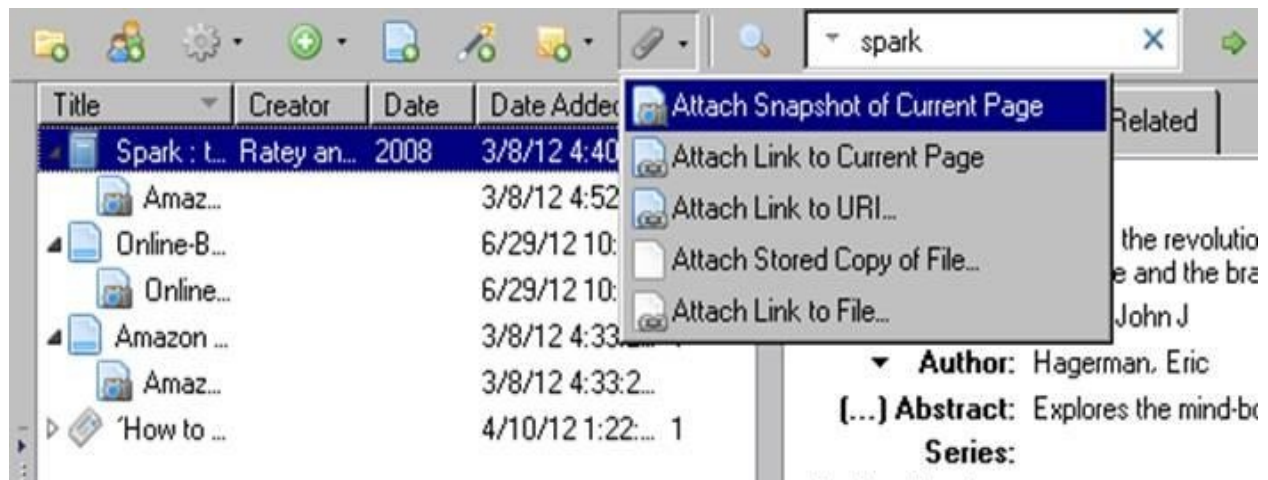 spark
Title Creator Date Date Added
Spark : t... Ratey an... 2008 3/8/12 4:40
Amaz... 3/8/12 4:52
Online-B... 6/29/12 10:
Online... 6/29/12 10:
Amazon ... 3/8/12 4:33:2... 1
Amaz... 3/8/12 4:33:2...
'How to ... 4/10/12 1:22:... 1
Attach Snapshot of Current Page
Attach Link to Current Page
Attach Link to URI...
Attach Stored Copy of File...
Attach Link to File...
Related
the revolutio
e and the bra
John J
Author: Hagerman, Eric
(...) Abstract: Explores the mind-bo
Series: